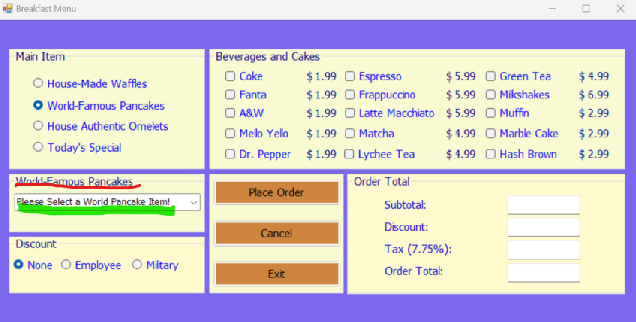 Breakfast Menu
Main Item
House-Made Waffles
World-Famous Pancakes
House Authentic Omelets
Today's Special
Beverages and Cakes
Coke $1.99 Espresso $5.99 Green Tea $4.99
Fanta $1.99 Frappuccino $5.99 Milkshakes $6.99
A&W $1.99 Latte Macchiato $5.99 Muffin $2.99
Mello Yelo $1.99 Matcha $4.99 Marble Cake $2.99
Dr. Pepper $1.99 Lychee Tea $4.99 Hash Brown $2.99
World-Famous Pancakes
Please Select a World Pancake Item!
Discount
None Employee Military
Place Order
Cancel
Exit
Order Total
Subtotal:
Discount:
Tax (7.75%):
Order Total: